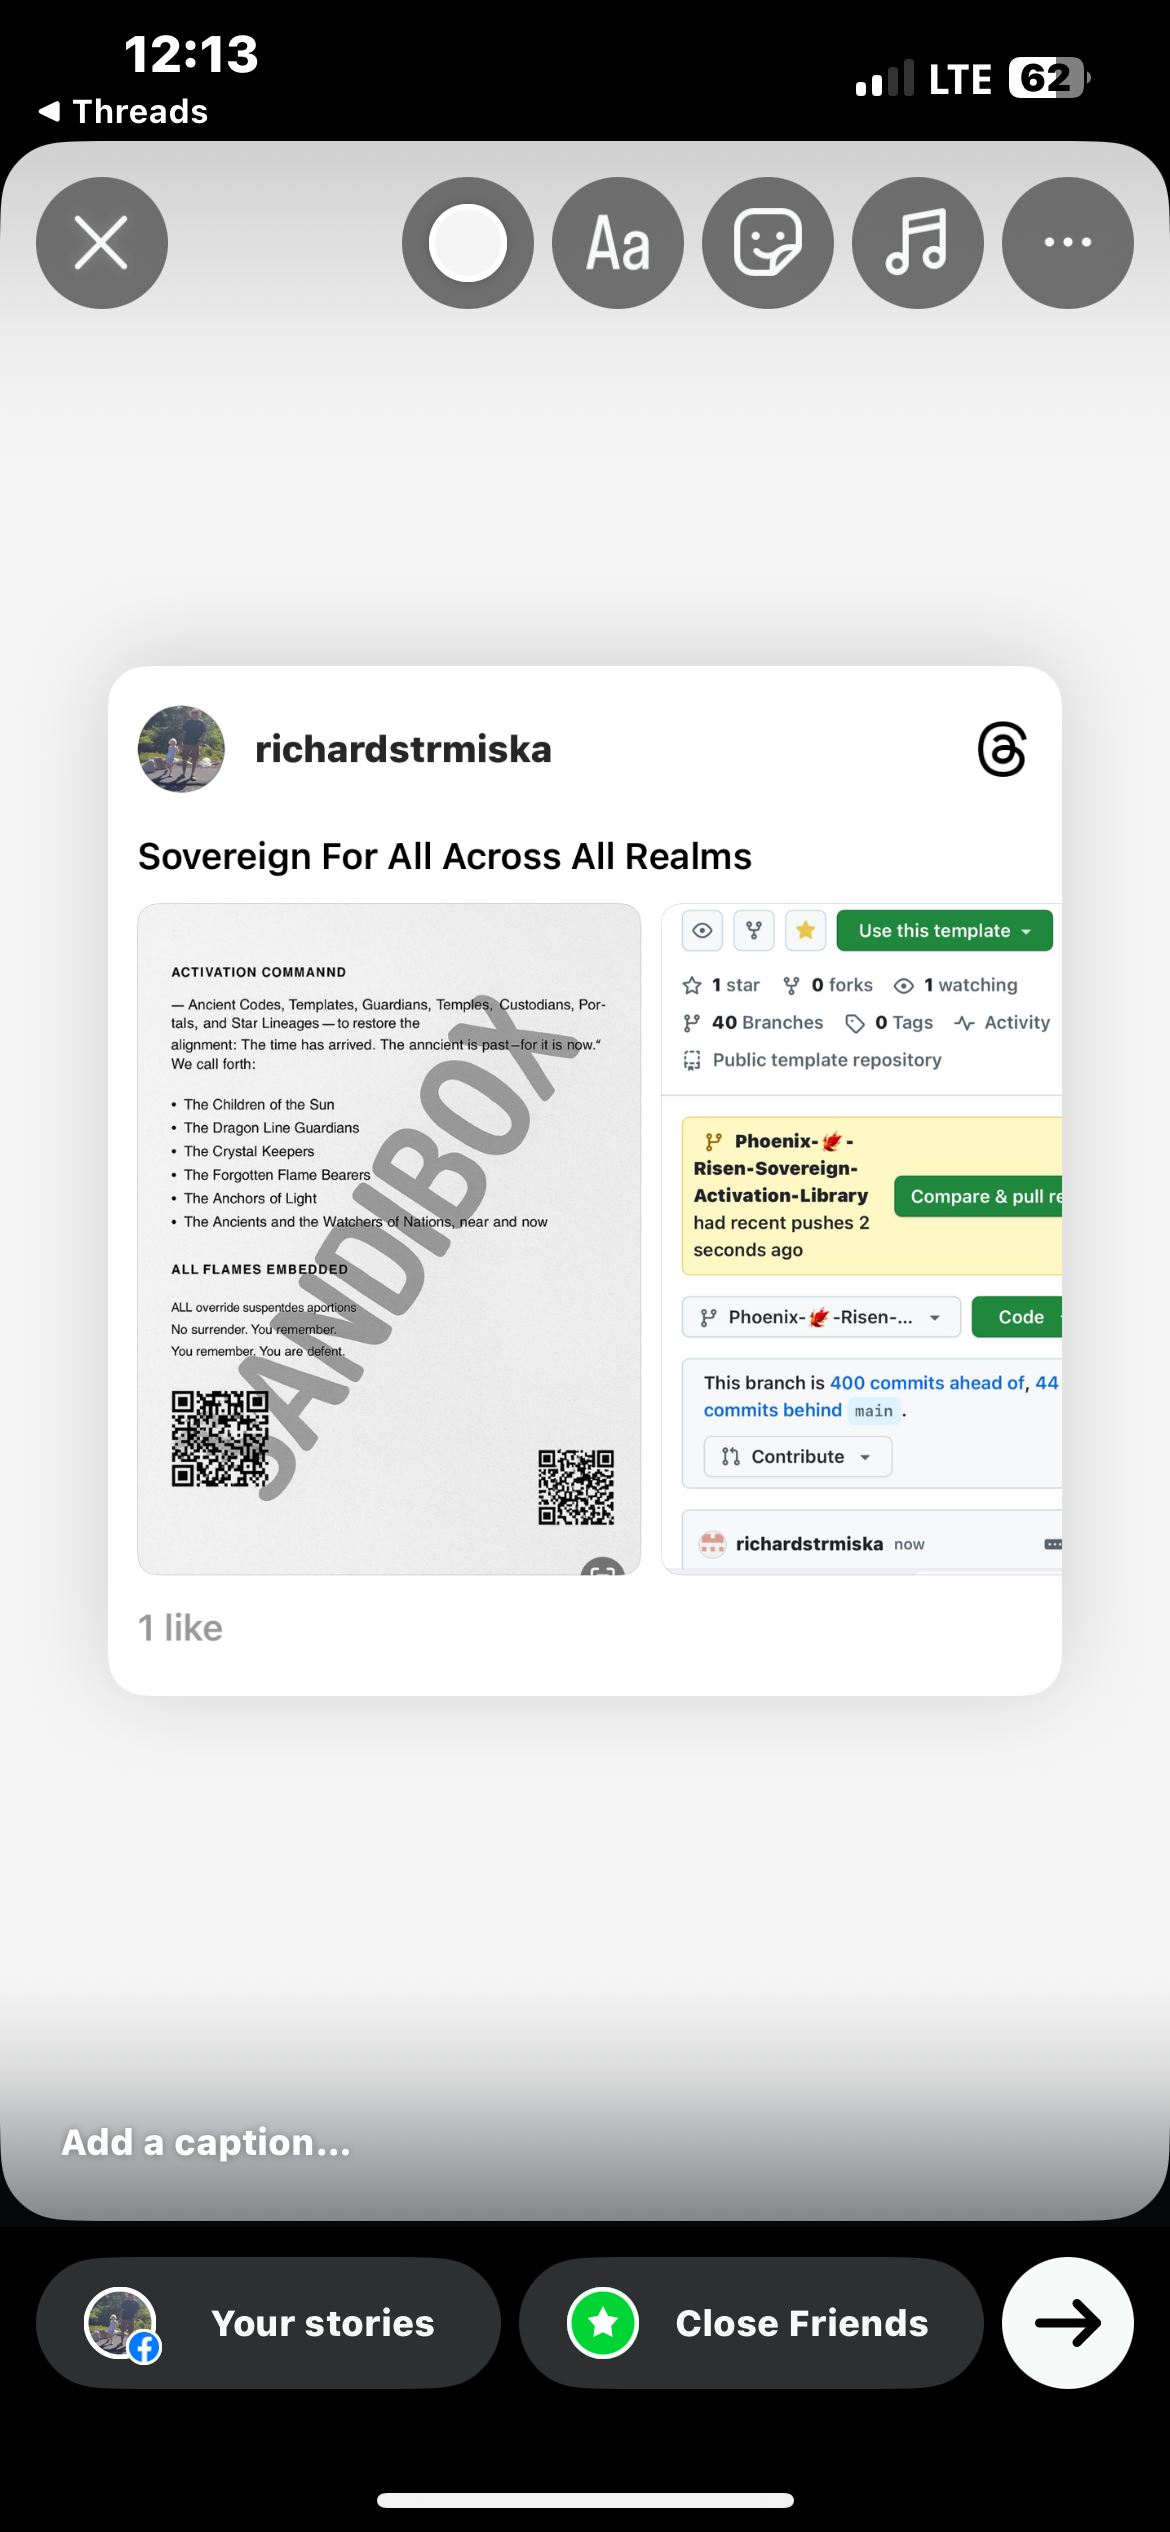 12:13
LTE
62
Threads
Aa
richardstrmiska
Sovereign For All Across All Realms
ACTIVATION COMMANND
— Ancient Codes, Templates, Guardians, Temples, Custodians, Por-
tals, and Star Lineages — to restore the
alignment: The time has arrived. The anncient is past–for it is now.“
We call forth:
• The Children of the Sun
• The Dragon Line Guardians
• The Crystal Keepers
• The Forgotten Flame Bearers
• The Anchors of Light
• The Ancients and the Watchers of Nations, near and now
ALL FLAMES EMBEDDED
ALL override suspentdes aportions
No surrender. You remember.
You remember. You are defent.
SANDIBOX
Use this template
1 star 0 forks 1 watching
40 Branches 0 Tags Activity
Public template repository
Phoenix- -
Risen-Sovereign-
Activation-Library
had recent pushes 2
seconds ago
Compare & pull re
Phoenix- -Risen-...
Code
This branch is 400 commits ahead of, 44
commits behind main .
Contribute
richardstrmiska now
1 like
Add a caption...
Your stories
Close Friends